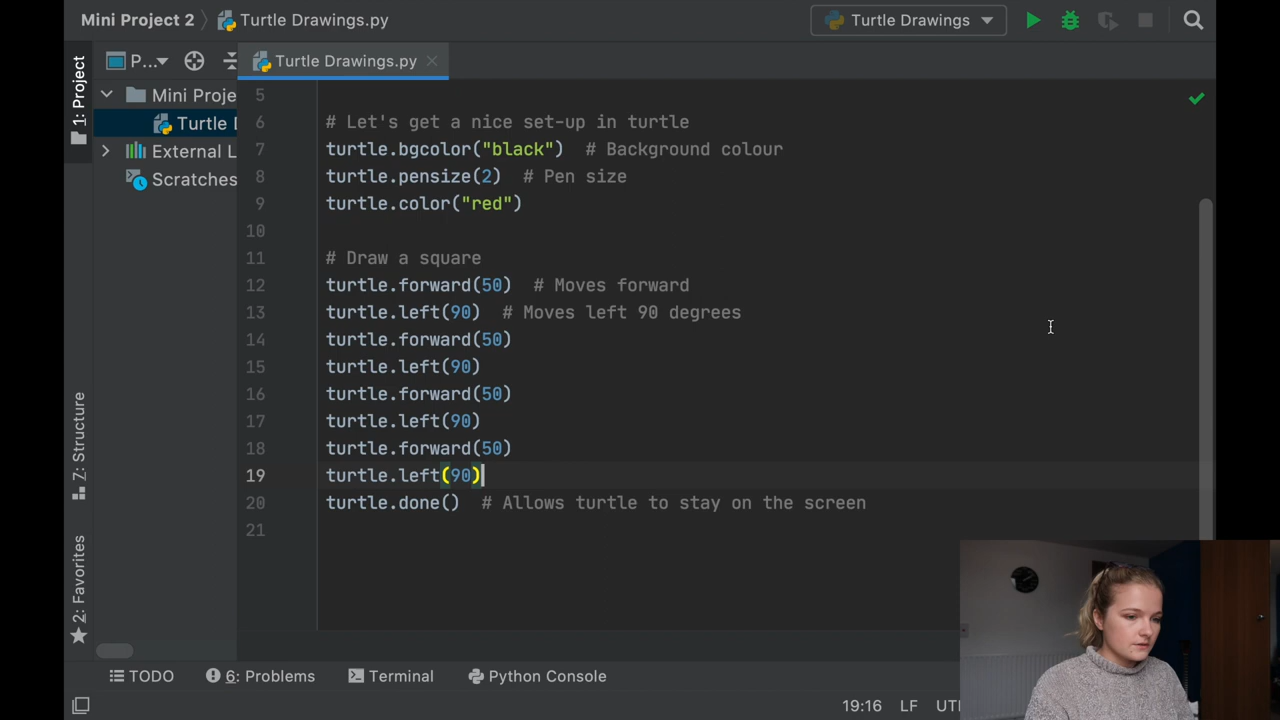 Mini Project 2
Turtle Drawings.py
Turtle Drawings
1: Project
P...
Turtle Drawings.py
Mini Proje
Turtle
External L
Scratches
5
6 # Let's get a nice set-up in turtle
7 turtle.bgcolor("black")  # Background colour
8 turtle.pensize(2)  # Pen size
9 turtle.color("red")
10
11 # Draw a square
12 turtle.forward(50)  # Moves forward
13 turtle.left(90)  # Moves left 90 degrees
14 turtle.forward(50)
15 turtle.left(90)
16 turtle.forward(50)
17 turtle.left(90)
18 turtle.forward(50)
19 turtle.left(90)
20 turtle.done()  # Allows turtle to stay on the screen
21
Z: Structure
2: Favorites
TODO
6: Problems
Terminal
Python Console
19:16
LF
UT